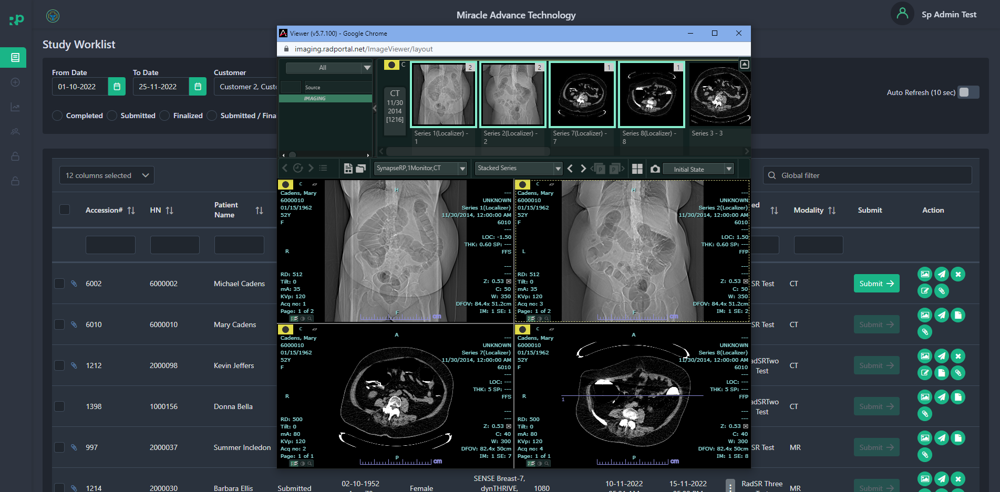 Rp
Miracle Advance Technology
Sp Admin Test
Study Worklist
From Date
To Date
Customer
01-10-2022
25-11-2022
Customer 2, Custo
Completed
Submitted
Finalized
Submitted / Fina
Auto Refresh (10 sec)
12 columns selected
Global filter
Accession#
HN
Patient
Name
ed
Modality
Submit
Action
6002
6000002
Michael Cadens
SR Test
CT
Submit
6010
6000010
Mary Cadens
SR Test
CT
Submit
1212
2000098
Kevin Jeffers
adSRTwo
Test
CT
Submit
1398
1000156
Donna Bella
adSRTwo
Test
CT
Submit
997
2000037
Summer Incledon
SR Test
MR
Submit
1214
2000030
Barbara Ellis
Submitted
02-10-1952
Female
SENSE Breast-7,
dynTHRIVE,
1080
10-11-2022
15-11-2022
RadSR Three
MR
Submit
Viewer (v5.7.100) - Google Chrome
imaging.radportal.net/ImageViewer/layout
All
Source
IMAGING
C
CT
11/30
2014
[1216]
2
2
1
1
Series 1(Localizer) -
1
Series 2(Localizer) -
2
Series 7(Localizer) -
7
Series 8(Localizer) -
8
Series 3 - 3
SynapseRP,1Monitor,CT
Stacked Series
P
P
Initial State
C
Cadens, Mary
6000010
01/15/1962
52Y
F
H
---
UNKNOWN
Series 1(Localizer)
11/30/2014, 12:00:00 AM
6010
---
LOC: -1.50
THK: 0.60 SP: ---
FFS
R
---
---
RD: 512
Tilt: 0
mA: 35
KVp: 120
Acq no: 1
Page: 1 of 2
Z: 0.53
C: 50
W: 350
DFOV: 84.4x 51.2cm
IM: 1 SE: 1
F
cm
1
C
Cadens, Mary
6000010
01/15/1962
52Y
F
H
---
UNKNOWN
Series 2(Localizer)
11/30/2014, 12:00:00 AM
6010
---
LOC: 1.50
THK: 0.60 SP: ---
FFP
L
---
---
RD: 512
Tilt: 0
mA: 35
KVp: 120
Acq no: 3
Page: 1 of 2
Z: 0.53
C: 50
W: 350
DFOV: 84.4x 51.2cm
IM: 1 SE: 2
F
cm
2
C
Cadens, Mary
6000010
01/15/1962
52Y
F
A
---
UNKNOWN
Series 7(Localizer)
11/30/2014, 12:00:00 AM
6010
---
LOC: ---
THK: 5 SP: ---
FFS
R
---
---
RD: 500
Tilt: 0
mA: 80
KVp: 120
Acq no: 2
Page: 1 of 1
Z: 0.53
C: 40
W: 300
DFOV: 82.4x 50cm
IM: 1 SE: 7
P
cm
1
C
Cadens, Mary
6000010
01/15/1962
52Y
F
A
---
UNKNOWN
Series 8(Localizer)
11/30/2014, 12:00:00 AM
6010
---
LOC: ---
THK: 5 SP: ---
FFP
R
1
---
---
RD: 500
Tilt: 0
mA: 80
KVp: 120
Acq no: 4
Page: 1 of 1
Z: 0.53
C: 40
W: 300
DFOV: 82.4x 50cm
IM: 1 SE: 8
P
cm
2